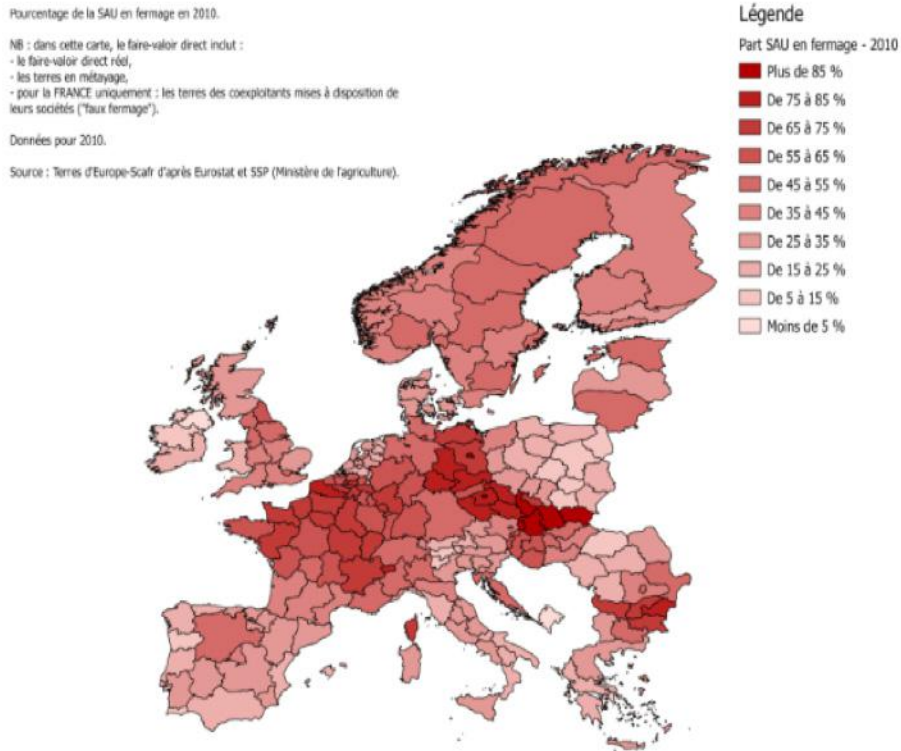 Pourcentage de la SAU en fermage en 2010.
NB : dans cette carte, le faire-valoir direct inclut :
- le faire-valoir direct réel,
- les terres en métayage,
- pour la FRANCE uniquement : les terres des coexploitants mises à disposition de
leurs sociétés ("faux fermage").
Données pour 2010.
Source : Terres d'Europe-Scafr d'après Eurostat et SSP (Ministère de l'agriculture).
Légende
Part SAU en fermage - 2010
Plus de 85 %
De 75 à 85 %
De 65 à 75 %
De 55 à 65 %
De 45 à 55 %
De 35 à 45 %
De 25 à 35 %
De 15 à 25 %
De 5 à 15 %
Moins de 5 %